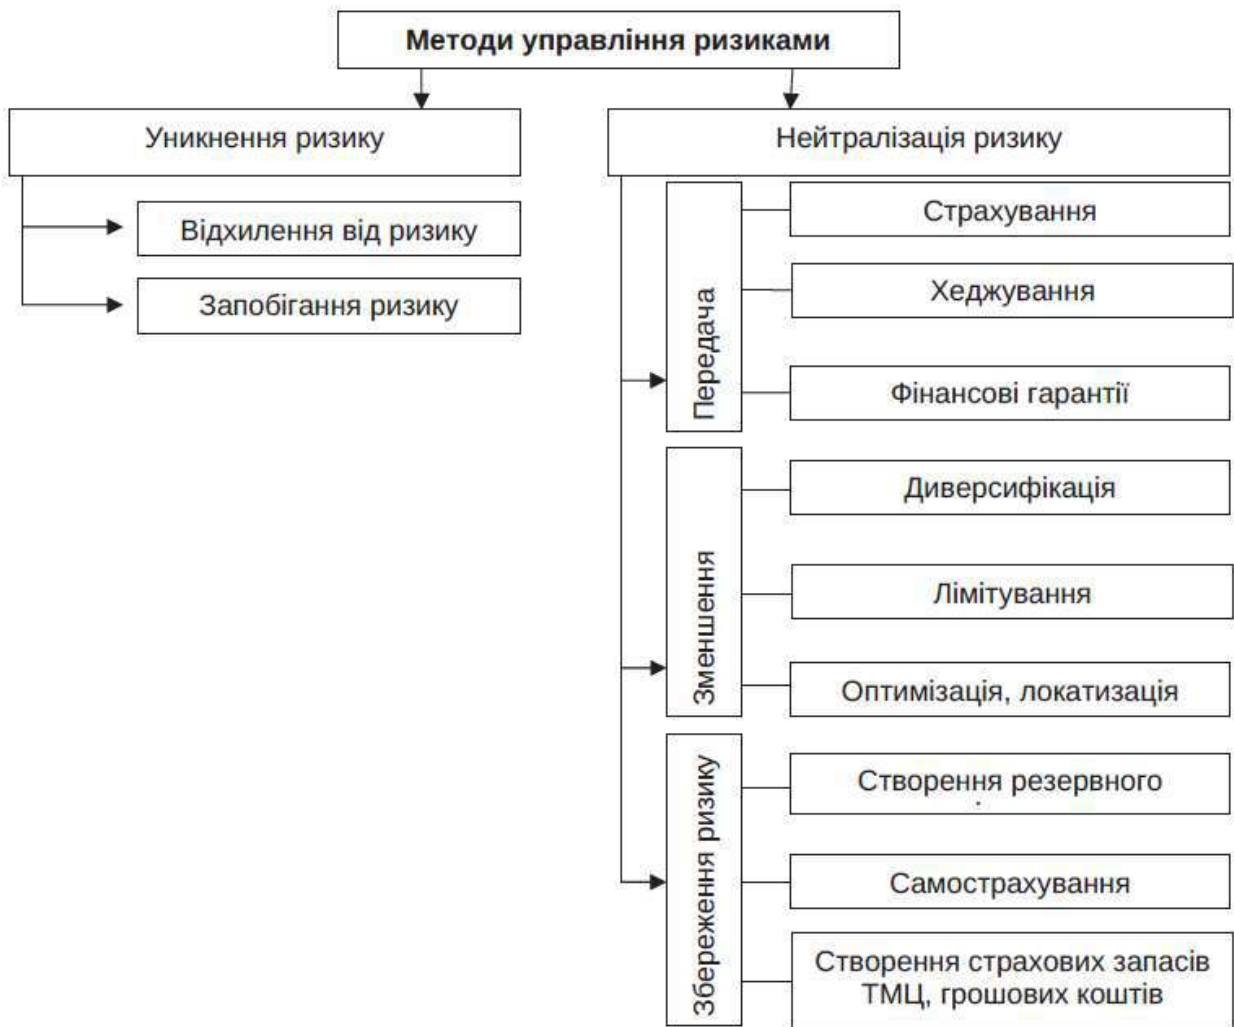 Методи управління ризиками
Уникнення ризику
Відхилення від ризику
Запобігання ризику
Нейтралізація ризику
Передача
Страхування
Хеджування
Фінансові гарантії
Зменшення
Диверсифікація
Лімітування
Оптимізація, локатизація
Збереження ризику
Створення резервного
Самострахування
Створення страхових запасів
ТМЦ, грошових коштів